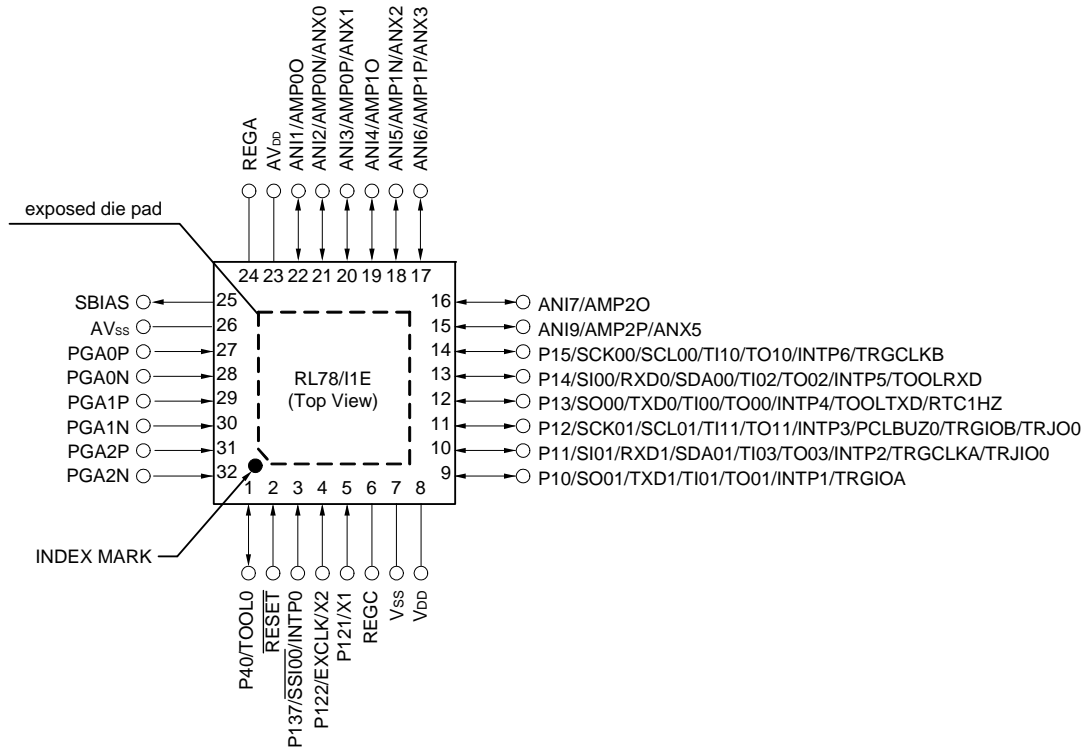 REGA
AVDD
ANI1/AMP0O
ANI2/AMP0N/ANX0
ANI3/AMP0P/ANX1
ANI4/AMP1O
ANI5/AMP1N/ANX2
ANI6/AMP1P/ANX3
exposed die pad
24 23 22 21 20 19 18 17
SBIAS 25
AVSS 26
PGA0P 27
PGA0N 28
PGA1P 29
PGA1N 30
PGA2P 31
PGA2N 32
RL78/I1E
(Top View)
16 ANI7/AMP2O
15 ANI9/AMP2P/ANX5
14 P15/SCK00/SCL00/TI10/TO10/INTP6/TRGCLKB
13 P14/SI00/RXD0/SDA00/TI02/TO02/INTP5/TOOLRXD
12 P13/SO00/TXD0/TI00/TO00/INTP4/TOOLTXD/RTC1HZ
11 P12/SCK01/SCL01/TI11/TO11/INTP3/PCLBUZ0/TRGIOB/TRJO0
10 P11/SI01/RXD1/SDA01/TI03/TO03/INTP2/TRGCLKA/TRJIO0
9 P10/SO01/TXD1/TI01/TO01/INTP1/TRGIOA
1 2 3 4 5 6 7 8
INDEX MARK
P40/TOOL0
RESET
P137/SSI00/INTP0
P122/EXCLK/X2
P121/X1
REGC
VSS
VDD